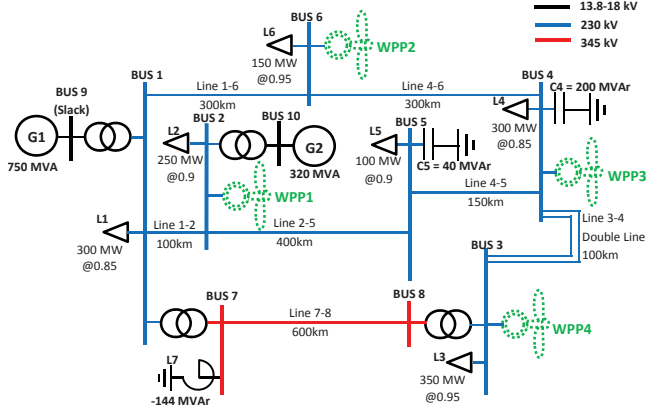 13.8-18 kV
230 kV
345 kV
BUS 6
L6
WPP2
150 MW
@0.95
BUS 9
(Slack)
BUS 1
Line 1-6
300km
Line 4-6
300km
BUS 4
L4
C4 = 200 MVAr
300 MW
@0.85
G1
750 MVA
BUS 2
L2
250 MW
@0.9
BUS 10
G2
320 MVA
BUS 5
L5
100 MW
@0.9
C5 = 40 MVAr
WPP1
WPP3
Line 4-5
150km
L1
300 MW
@0.85
Line 1-2
100km
Line 2-5
400km
Line 3-4
Double Line
100km
BUS 3
BUS 7
Line 7-8
600km
BUS 8
WPP4
L7
-144 MVAr
L3
350 MW
@0.95